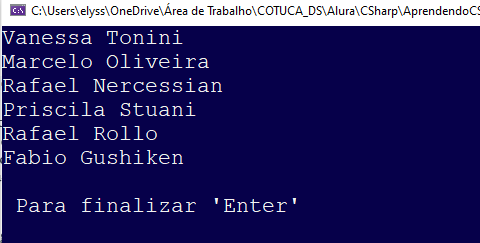 C:\Users\elyss\OneDrive\Área de Trabalho\COTUCA_DS\Alura\CSharp\AprendendoCS
Vanessa Tonini
Marcelo Oliveira
Rafael Nercessian
Priscila Stuani
Rafael Rollo
Fabio Gushiken
Para finalizar 'Enter'